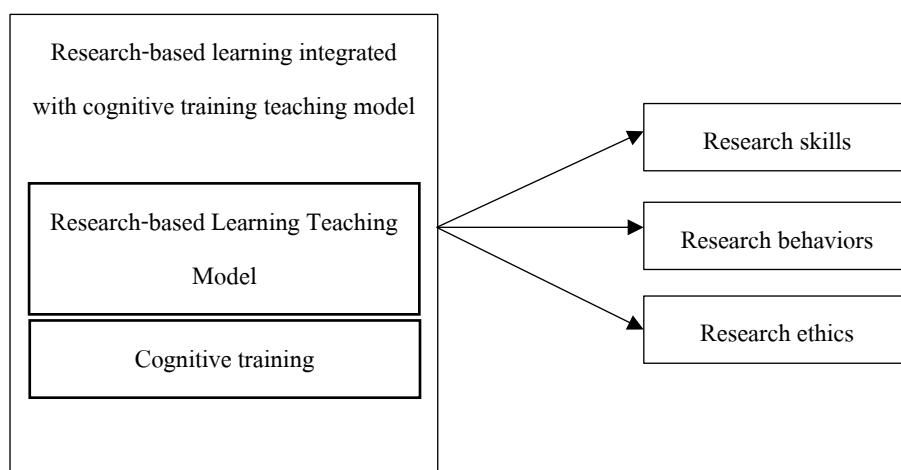 Research-based learning integrated
with cognitive training teaching model
Research-based Learning Teaching
Model
Cognitive training
Research skills
Research behaviors
Research ethics